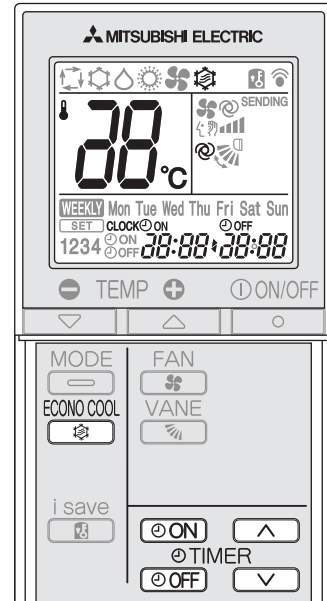 MITSUBISHI ELECTRIC
SENDING
88°C
WEEKLY Mon Tue Wed Thu Fri Sat Sun
SET CLOCK ON OFF
1234 ON OFF 88:88 88:88
TEMP ON/OFF
MODE FAN
ECONO COOL VANE
i save
ON
TIMER
OFF